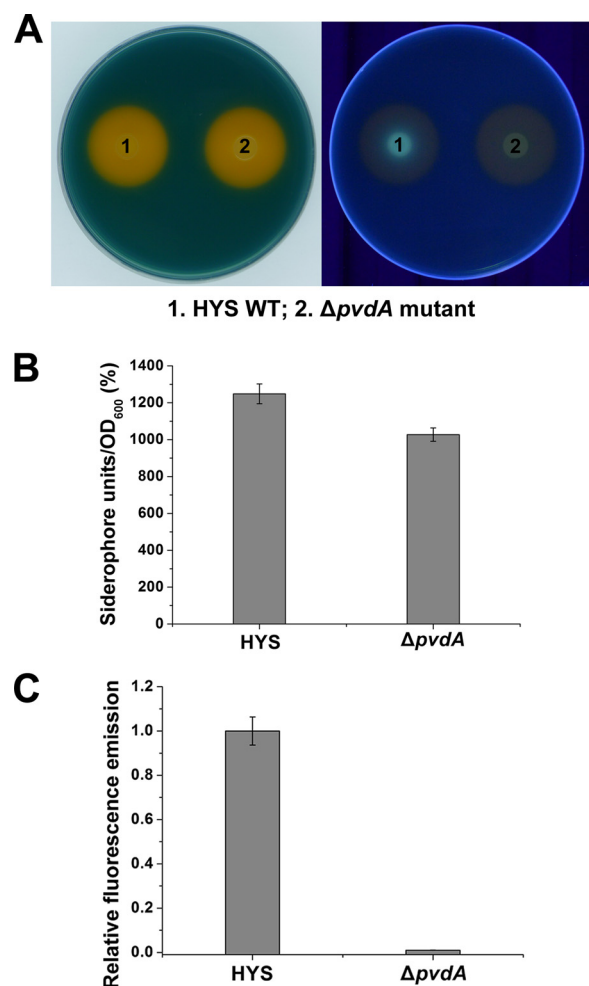 A
1 2 1 2
1. HYS WT; 2. ΔpvdA mutant
B
Siderophore units/OD600 (%)
1400
1200
1000
800
600
400
200
0
HYS ΔpvdA
C
Relative fluorescence emission
1.2
1.0
0.8
0.6
0.4
0.2
0.0
HYS ΔpvdA